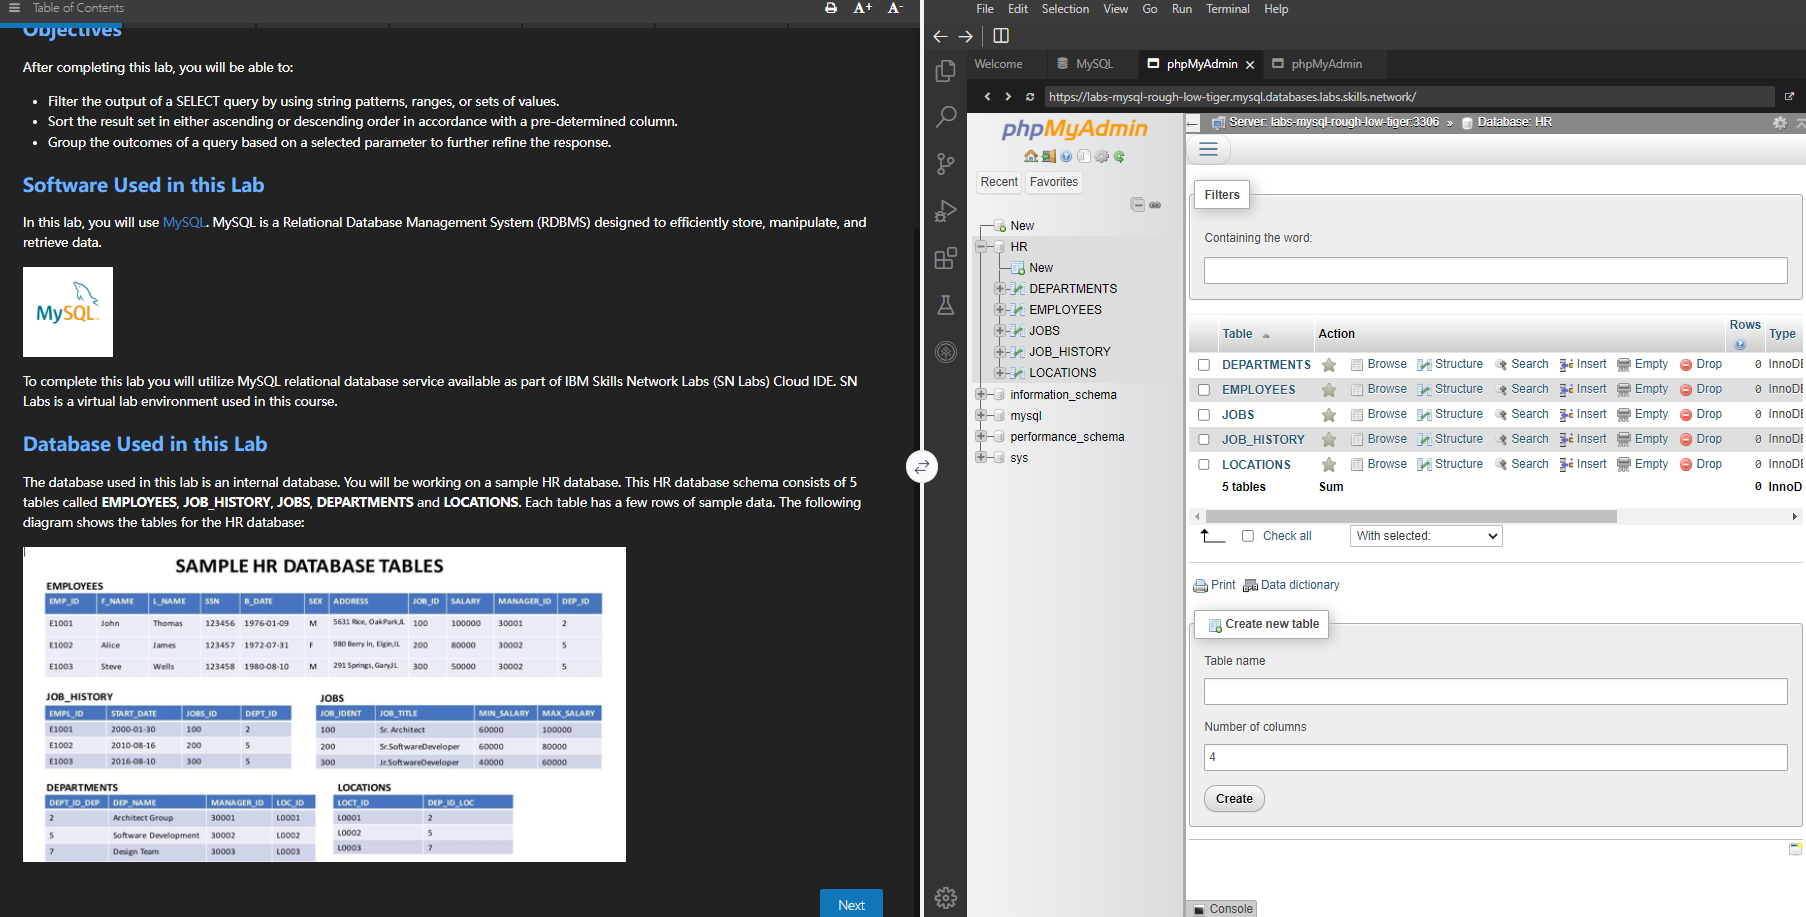 Table of Contents
A+ A-
Objectives
After completing this lab, you will be able to:
• Filter the output of a SELECT query by using string patterns, ranges, or sets of values.
• Sort the result set in either ascending or descending order in accordance with a pre-determined column.
• Group the outcomes of a query based on a selected parameter to further refine the response.
Software Used in this Lab
In this lab, you will use MySQL. MySQL is a Relational Database Management System (RDBMS) designed to efficiently store, manipulate, and
retrieve data.
MySQL
To complete this lab you will utilize MySQL relational database service available as part of IBM Skills Network Labs (SN Labs) Cloud IDE. SN
Labs is a virtual lab environment used in this course.
Database Used in this Lab
The database used in this lab is an internal database. You will be working on a sample HR database. This HR database schema consists of 5
tables called EMPLOYEES, JOB_HISTORY, JOBS, DEPARTMENTS and LOCATIONS. Each table has a few rows of sample data. The following
diagram shows the tables for the HR database:
SAMPLE HR DATABASE TABLES
EMPLOYEES
EMP_ID F_NAME L_NAME SSN B_DATE SEX ADDRESS JOB_ID SALARY MANAGER_ID DEP_ID
E1001 John Thomas 123456 1976-01-09 M 5631 Rice, OakPark,IL 100 100000 30001 2
E1002 Alice James 123457 1972-07-31 F 980 Berry ln, Elgin,IL 200 80000 30002 5
E1003 Steve Wells 123458 1980-08-10 M 291 Springs, Gary,IL 300 50000 30002 5
JOB_HISTORY
EMPL_ID START_DATE JOBS_ID DEPT_ID
E1001 2000-01-30 100 2
E1002 2010-08-16 200 5
E1003 2016-08-10 300 5
JOBS
JOB_IDENT JOB_TITLE MIN_SALARY MAX_SALARY
100 Sr. Architect 60000 100000
200 Sr.SoftwareDeveloper 60000 80000
300 Jr.SoftwareDeveloper 40000 60000
DEPARTMENTS
DEPT_ID_DEP DEP_NAME MANAGER_ID LOC_ID
2 Architect Group 30001 L0001
5 Software Development 30002 L0002
7 Design Team 30003 L0003
LOCATIONS
LOCT_ID DEP_ID_LOC
L0001 2
L0002 5
L0003 7
Next
File Edit Selection View Go Run Terminal Help
Welcome MySQL phpMyAdmin phpMyAdmin
https://labs-mysql-rough-low-tiger.mysql.databases.labs.skills.network/
phpMyAdmin
Recent Favorites
New
HR
New
DEPARTMENTS
EMPLOYEES
JOBS
JOB_HISTORY
LOCATIONS
information_schema
mysql
performance_schema
sys
Server: labs-mysql-rough-low-tiger:3306 » Database: HR
Filters
Containing the word:
Table Action Rows Type
DEPARTMENTS Browse Structure Search Insert Empty Drop 0 InnoDB
EMPLOYEES Browse Structure Search Insert Empty Drop 0 InnoDB
JOBS Browse Structure Search Insert Empty Drop 0 InnoDB
JOB_HISTORY Browse Structure Search Insert Empty Drop 0 InnoDB
LOCATIONS Browse Structure Search Insert Empty Drop 0 InnoDB
5 tables Sum 0 InnoD
Check all With selected:
Print Data dictionary
Create new table
Table name
Number of columns
4
Create
Console